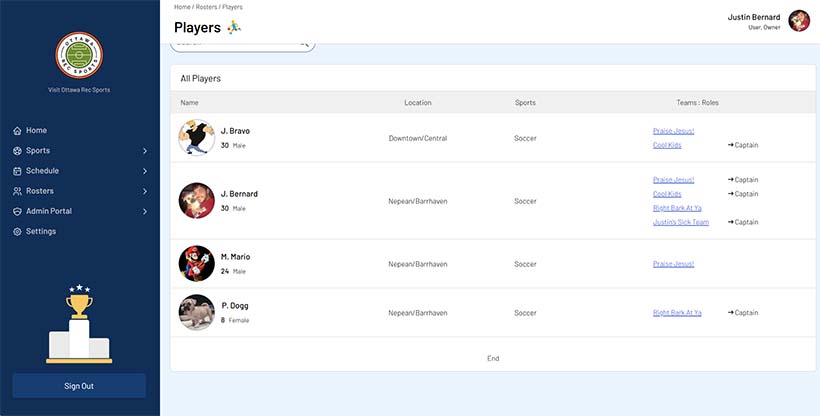 Home / Rosters / Players
Players
Justin Bernard
User, Owner
OTTAWA
REC SPORTS
Visit Ottawa Rec Sports
Home
Sports
Schedule
Rosters
Admin Portal
Settings
Sign Out
All Players
Name Location Sports Teams : Roles
J. Bravo
30 Male
Downtown/Central
Soccer
Praise Jesus!
Cool Kids ➔ Captain
J. Bernard
30 Male
Nepean/Barrhaven
Soccer
Praise Jesus! ➔ Captain
Cool Kids ➔ Captain
Right Bark At Ya
Justin's Sick Team ➔ Captain
M. Mario
24 Male
Nepean/Barrhaven
Soccer
Praise Jesus!
P. Dogg
8 Female
Nepean/Barrhaven
Soccer
Right Bark At Ya ➔ Captain
End